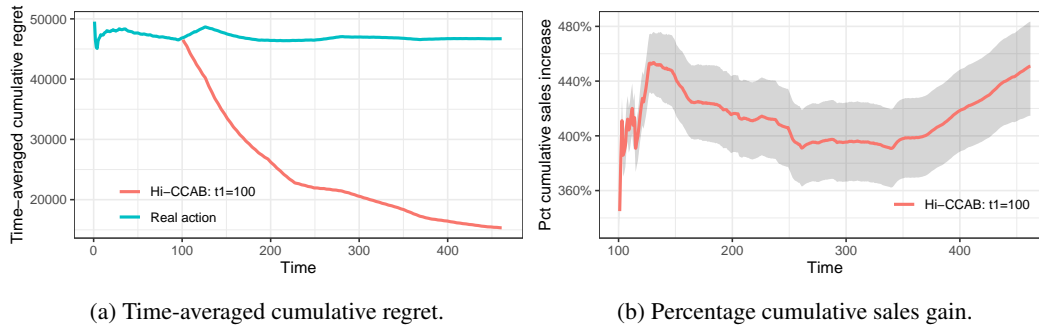 Time−averaged cumulative regret
50000
40000
30000
20000
Hi−CCAB: t1=100
Real action
0
100
200
300
400
Time
(a) Time-averaged cumulative regret.
Pct cumulative sales increase
480%
440%
400%
360%
Hi−CCAB: t1=100
100
200
300
400
Time
(b) Percentage cumulative sales gain.